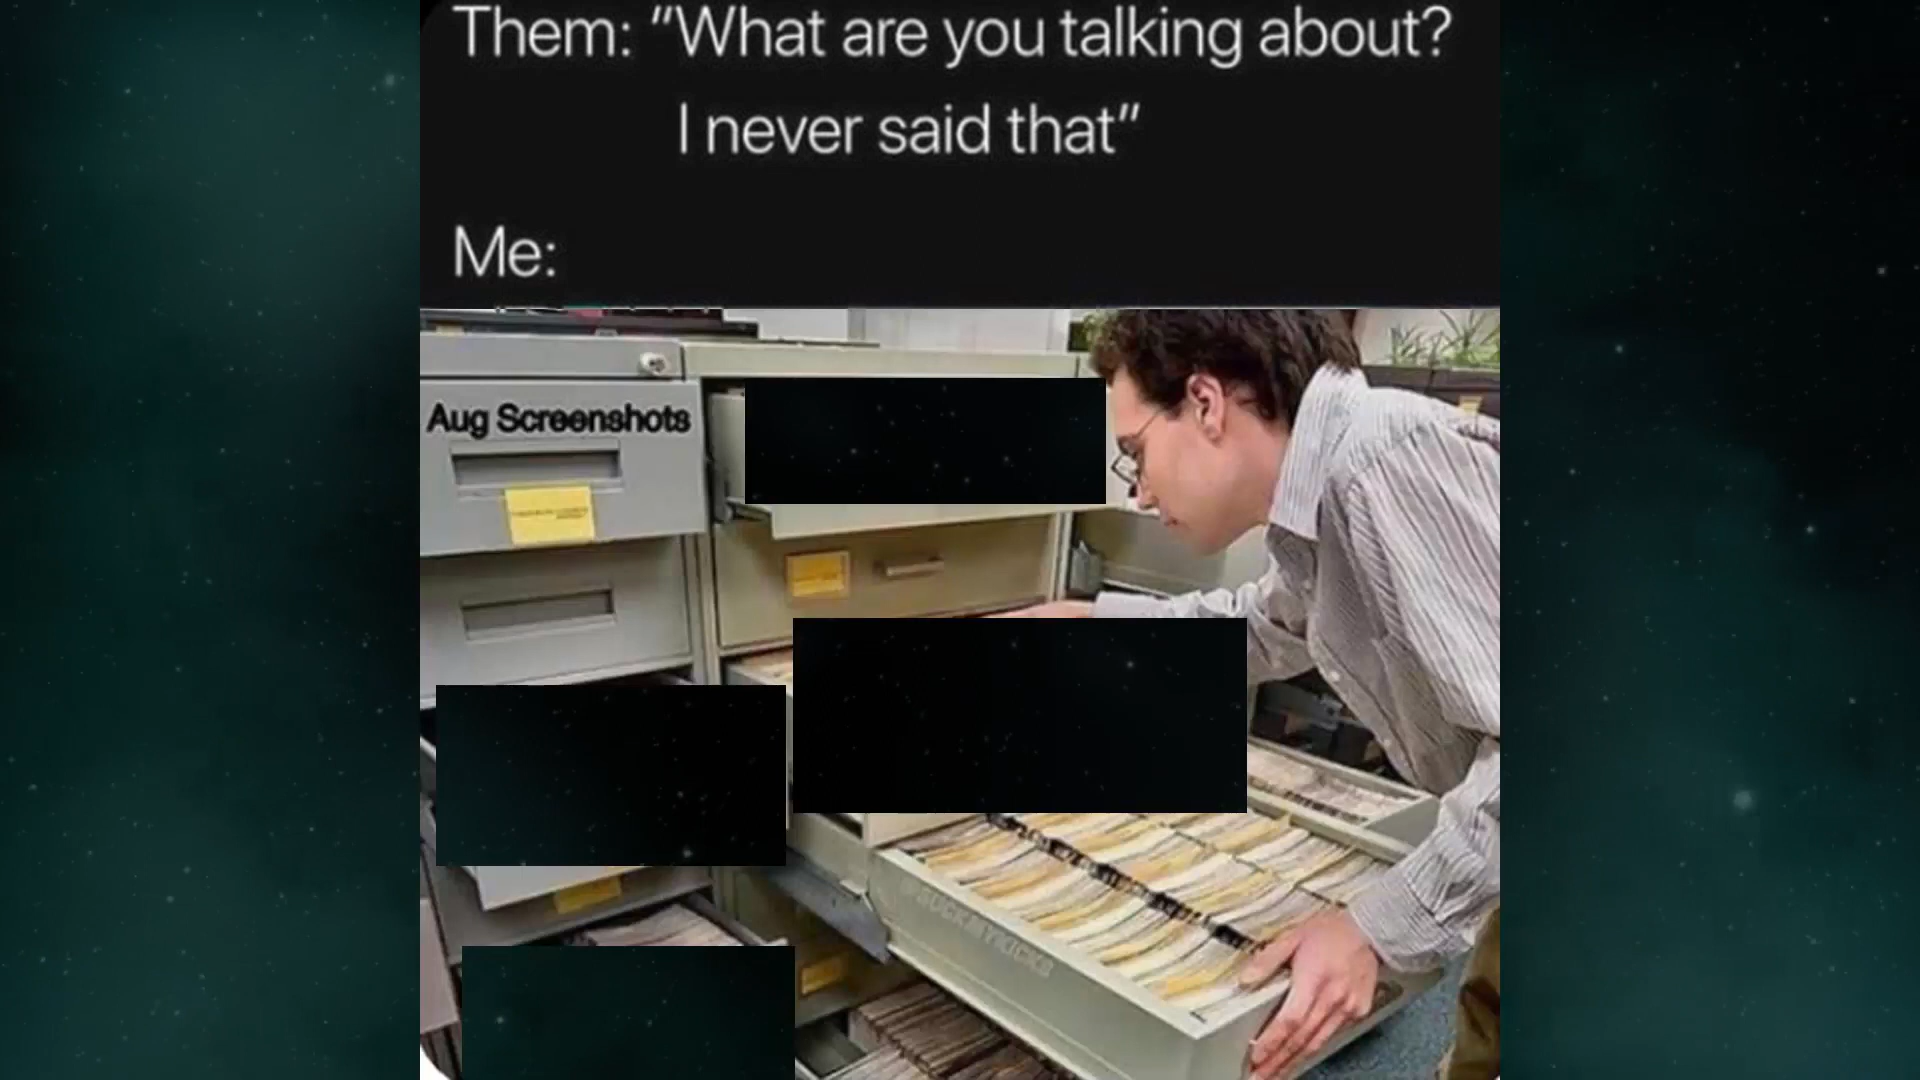 Them: "What are you talking about?
I never said that"
Me:
Aug Screenshots